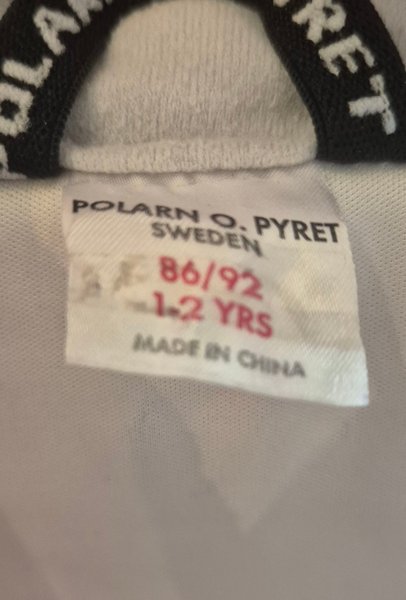 POLARN O. PYRET
POLARN O. PYRET
SWEDEN
86/92
1-2 YRS
MADE IN CHINA